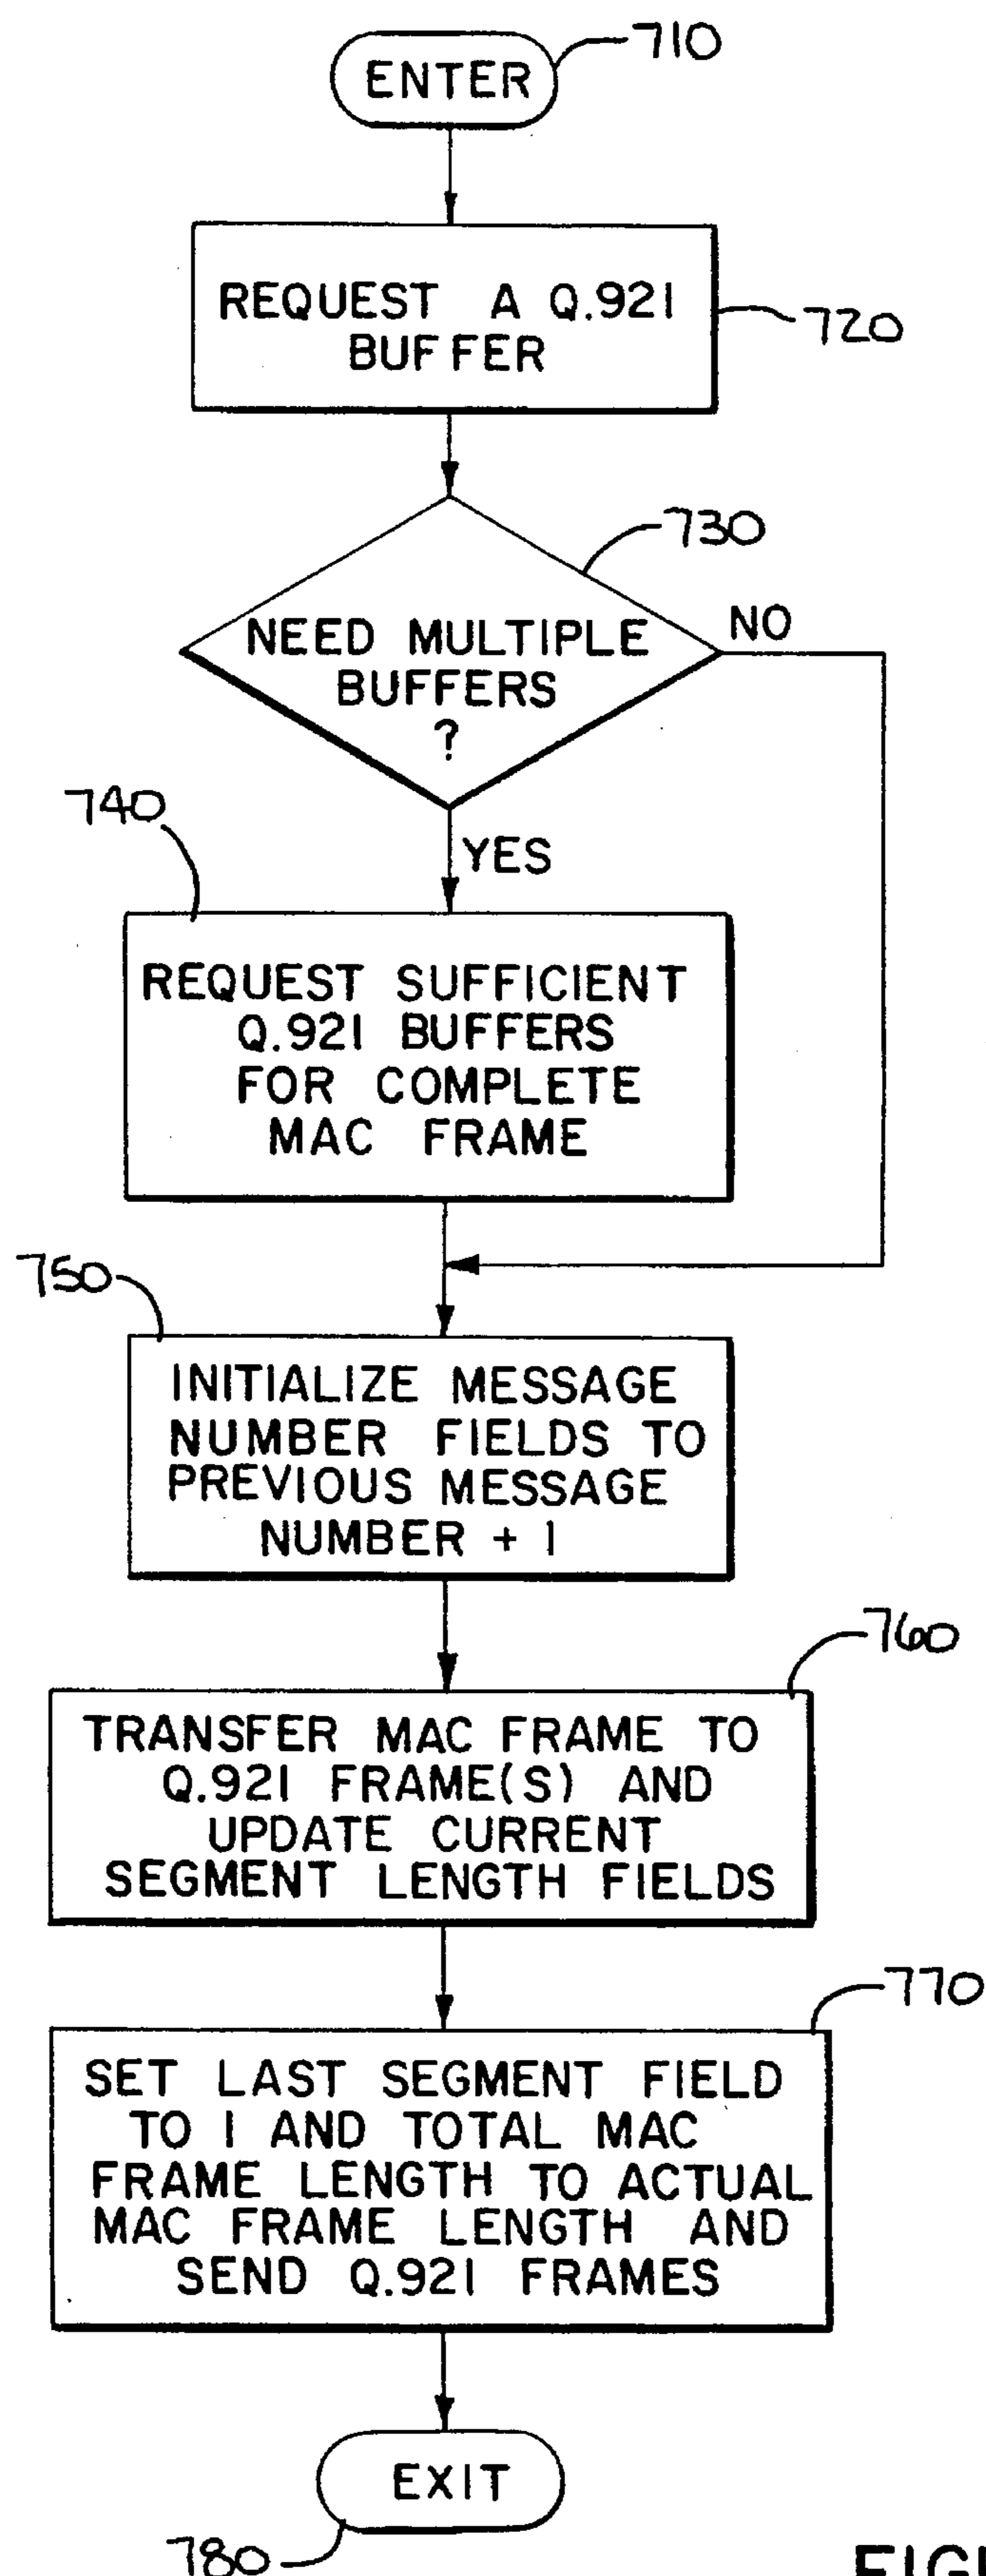 ENTER
710
REQUEST A Q.921
BUFFER
720
730
NEED MULTIPLE
BUFFERS
?
NO
740
YES
REQUEST SUFFICIENT
Q.921 BUFFERS
FOR COMPLETE
MAC FRAME
750
INITIALIZE MESSAGE
NUMBER FIELDS TO
PREVIOUS MESSAGE
NUMBER + 1
760
TRANSFER MAC FRAME TO
Q.921 FRAME(S) AND
UPDATE CURRENT
SEGMENT LENGTH FIELDS
770
SET LAST SEGMENT FIELD
TO 1 AND TOTAL MAC
FRAME LENGTH TO ACTUAL
MAC FRAME LENGTH AND
SEND Q.921 FRAMES
EXIT
780